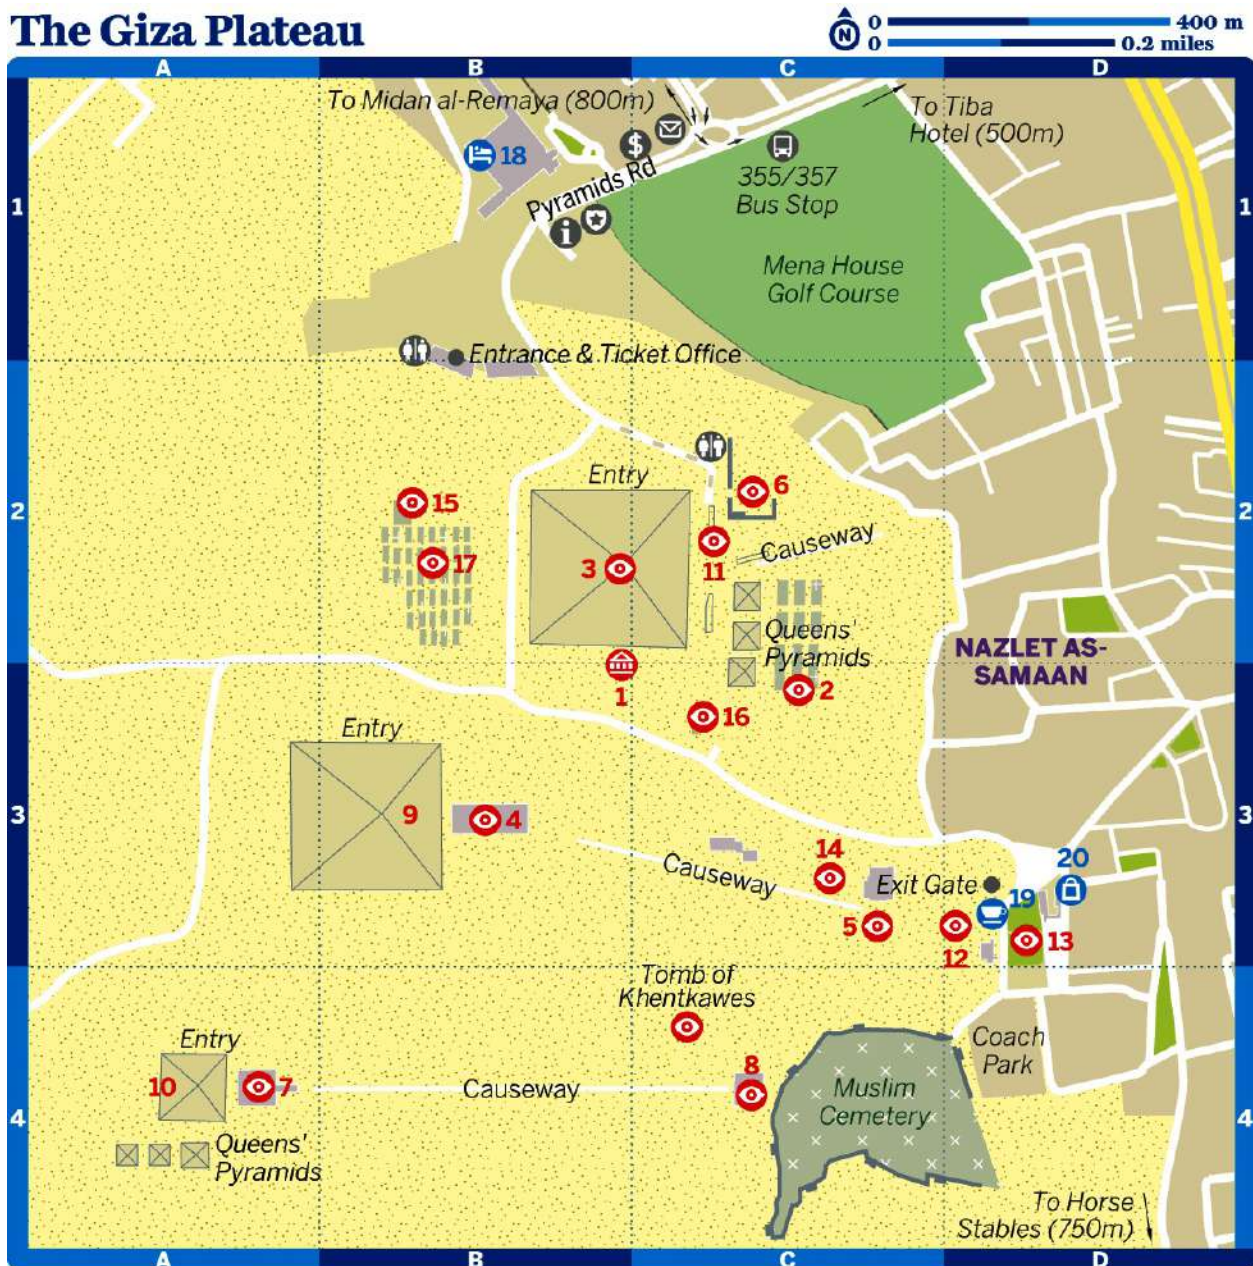 The Giza Plateau
N
0 400 m
0 0.2 miles
A B C D
To Midan al-Remaya (800m)
To Tiba
Hotel (500m)
$
18
355/357
Bus Stop
Pyramids Rd
1 1
i
Mena House
Golf Course
Entrance & Ticket Office
Entry
6
2 2
15
Causeway
17
3
11
Queens'
Pyramids
NAZLET AS-
SAMAAN
1
2
16
Entry
3 3
9
4
14
20
Causeway
Exit Gate
19
5
12
13
Tomb of
Khentkawes
Entry
Coach
Park
8
10
7
Causeway
Muslim
Cemetery
4 4
Queens'
Pyramids
To Horse
Stables (750m)
A B C D